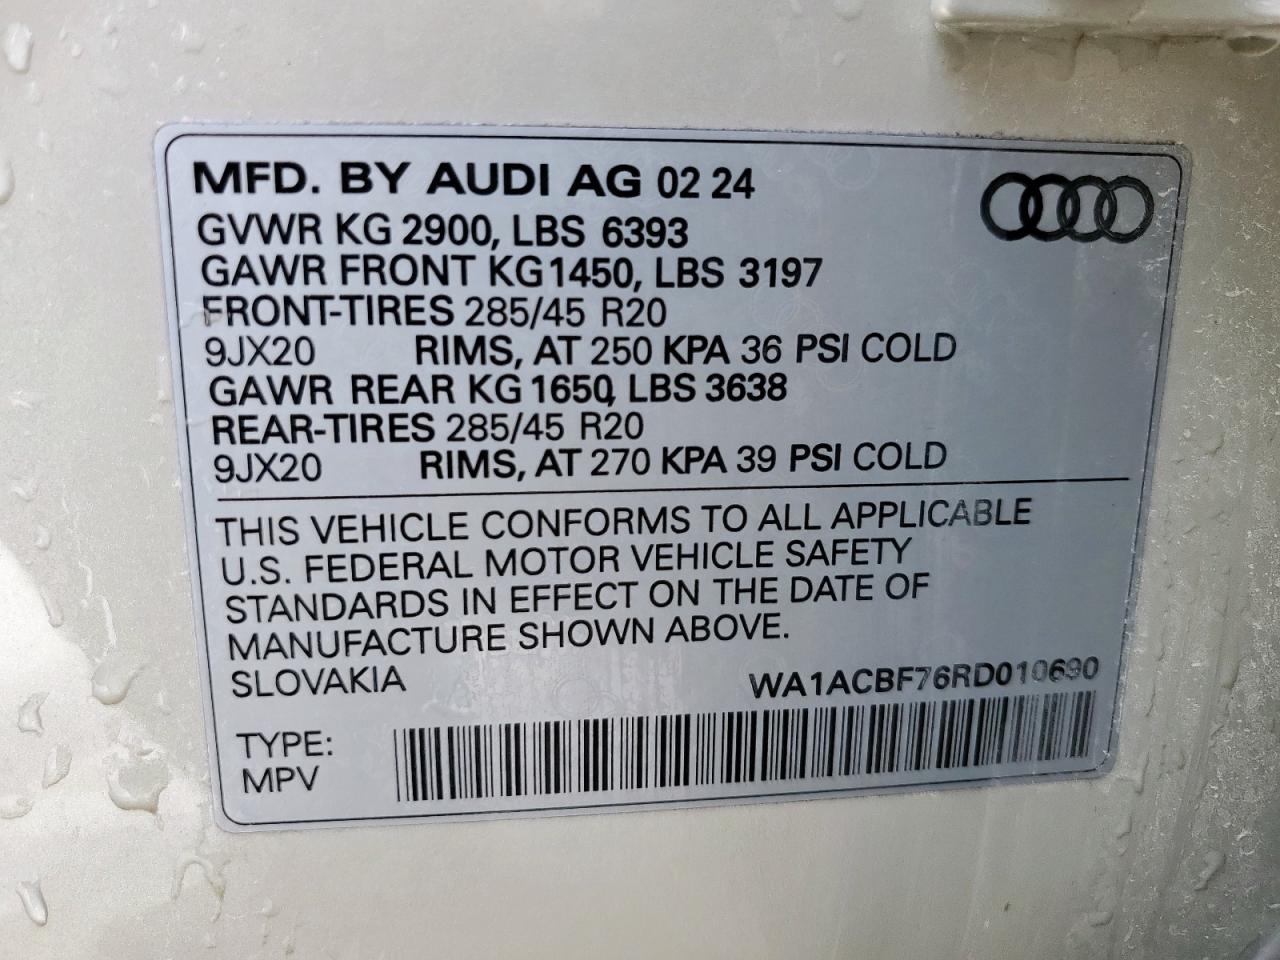 MFD. BY AUDI AG 02 24
GVWR KG 2900, LBS 6393
GAWR FRONT KG 1450, LBS 3197
FRONT-TIRES 285/45 R20
9JX20 RIMS, AT 250 KPA 36 PSI COLD
GAWR REAR KG 1650, LBS 3638
REAR-TIRES 285/45 R20
9JX20 RIMS, AT 270 KPA 39 PSI COLD
THIS VEHICLE CONFORMS TO ALL APPLICABLE
U.S. FEDERAL MOTOR VEHICLE SAFETY
STANDARDS IN EFFECT ON THE DATE OF
MANUFACTURE SHOWN ABOVE.
SLOVAKIA WA1ACBF76RD010690
TYPE:
MPV